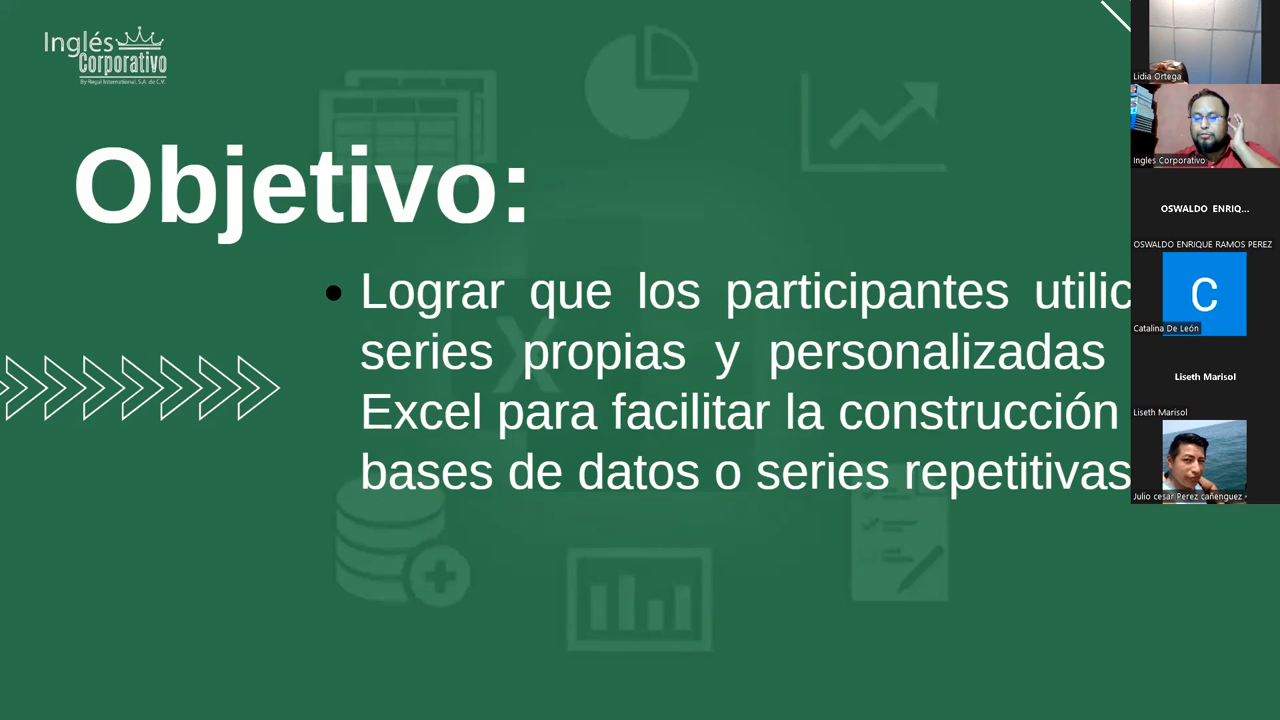 Inglés
Corporativo
By Regal International, S.A. de C.V.
Objetivo:
Lograr que los participantes utilic
series propias y personalizadas
Excel para facilitar la construcción
bases de datos o series repetitivas
Lidia Ortega
Ingles Corporativo
OSWALDO ENRIQ...
OSWALDO ENRIQUE RAMOS PEREZ
C
Catalina De León
Liseth Marisol
Liseth Marisol
Julio cesar Perez cañenguez